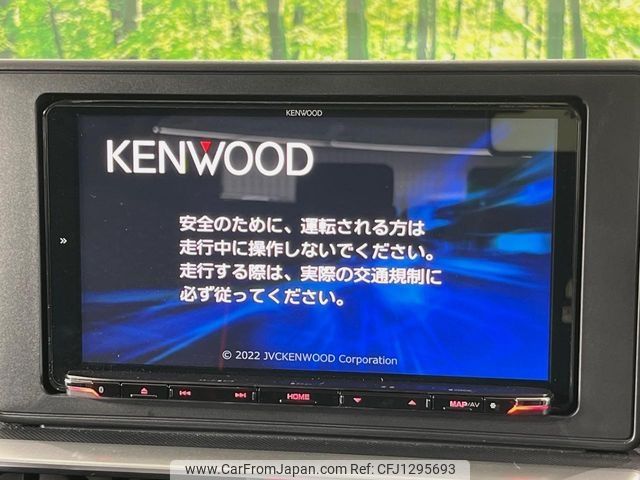 KENWOOD
KENWOOD
安全のために、運転される方は
走行中に操作しないでください。
走行する際は、実際の交通規制に
必ず従ってください。
© 2022 JVCKENWOOD Corporation
HOME
MAP/AV
www.CarFromJapan.com | CarFromJapan ID: CFJ1295693